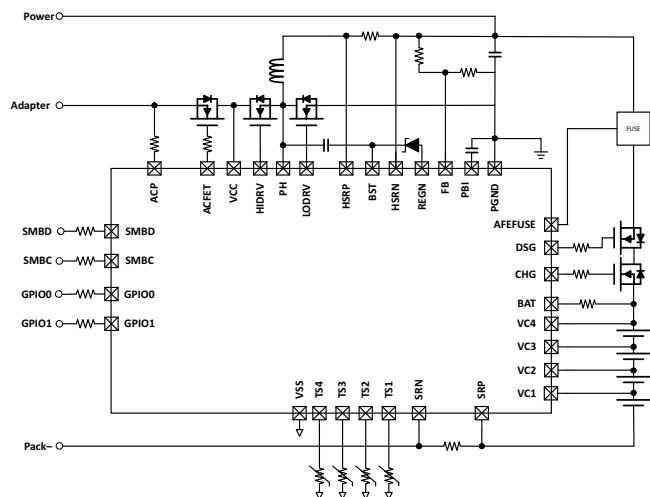 Power
Adapter
FUSE
ACP
ACFET
VCC
HIDRV
PH
LODRV
HSRP
BST
HSRN
REGN
FB
PBI
PGND
AFEFUSE
SMBD
SMBD
DSG
SMBC
SMBC
CHG
GPIO0
GPIO0
BAT
GPIO1
GPIO1
VC4
VC3
VC2
VC1
VSS
TS4
TS3
TS2
TS1
SRN
SRP
Pack–